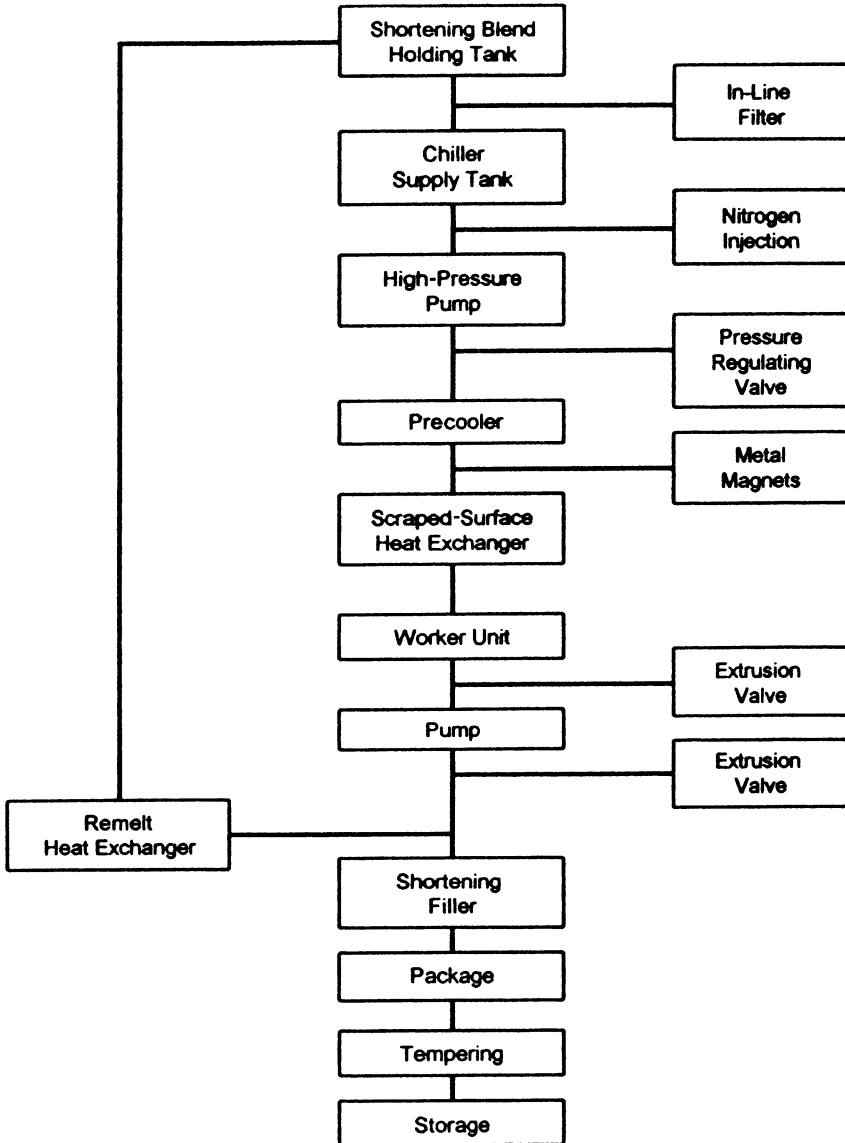 Shortening Blend
Holding Tank
In-Line
Filter
Chiller
Supply Tank
Nitrogen
Injection
High-Pressure
Pump
Pressure
Regulating
Valve
Precooler
Metal
Magnets
Scraped-Surface
Heat Exchanger
Worker Unit
Extrusion
Valve
Pump
Extrusion
Valve
Remelt
Heat Exchanger
Shortening
Filler
Package
Tempering
Storage